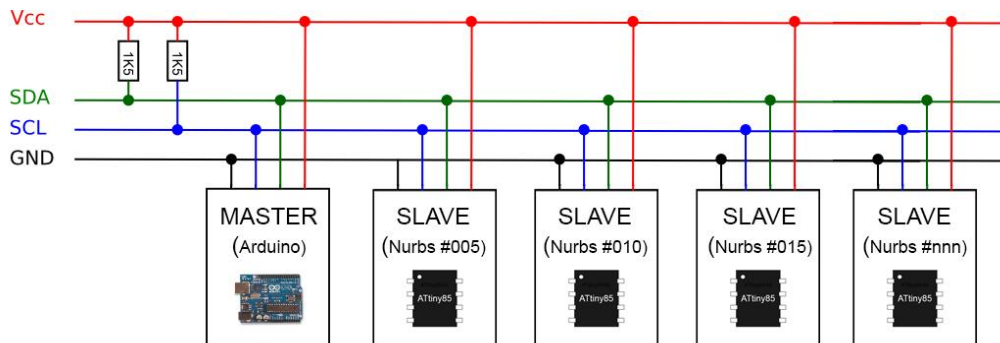 Vcc
1K5
1K5
SDA
SCL
GND
MASTER
(Arduino)
SLAVE
(Nurbs #005)
ATtiny85
SLAVE
(Nurbs #010)
ATtiny85
SLAVE
(Nurbs #015)
ATtiny85
SLAVE
(Nurbs #nnn)
ATtiny85